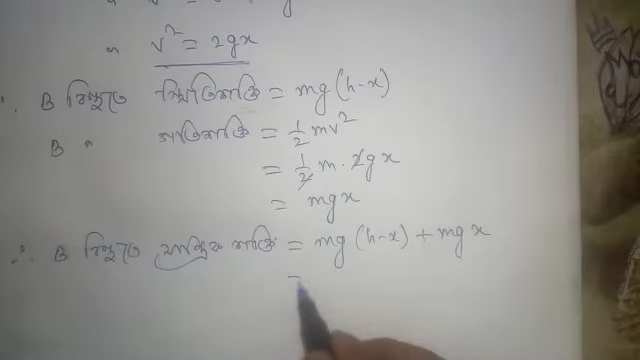 " v² = 2gx
∴ B বিন্দুতে স্থিতিশক্তি = mg(h-x)
B " গতিশক্তি = 1/2 mv²
= 1/2 m · 2gx
= mgx
∴ B বিন্দুতে যান্ত্রিক শক্তি = mg(h-x) + mgx
=